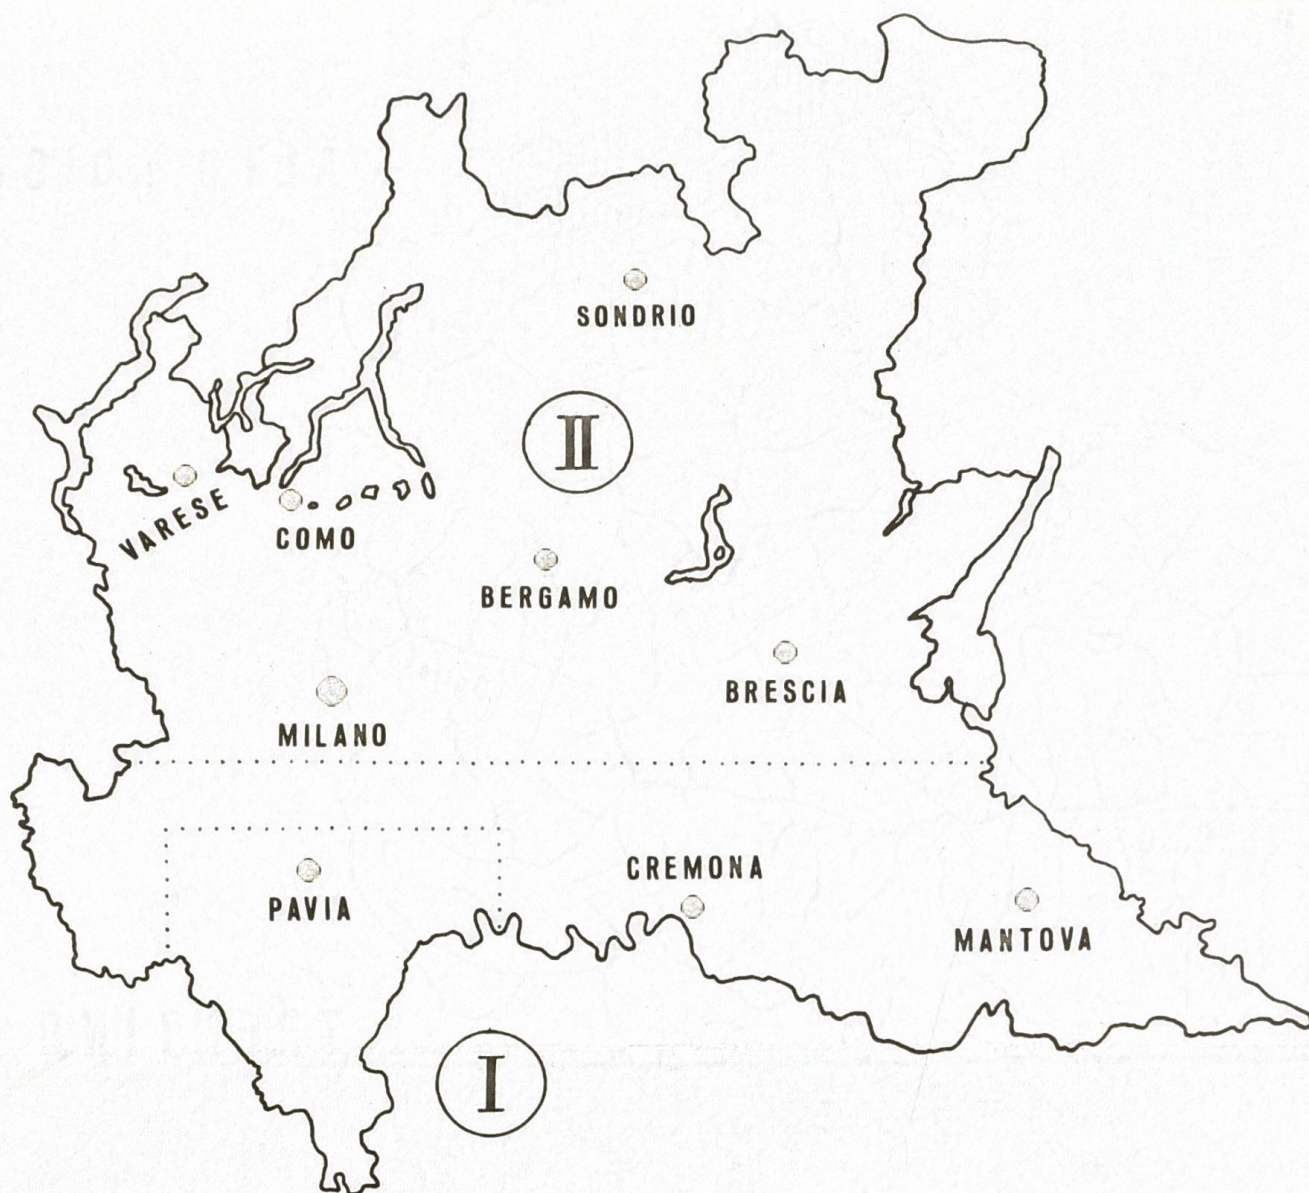 SONDRIO
II
VARESE
COMO
BERGAMO
BRESCIA
MILANO
CREMONA
PAVIA
MANTOVA
I